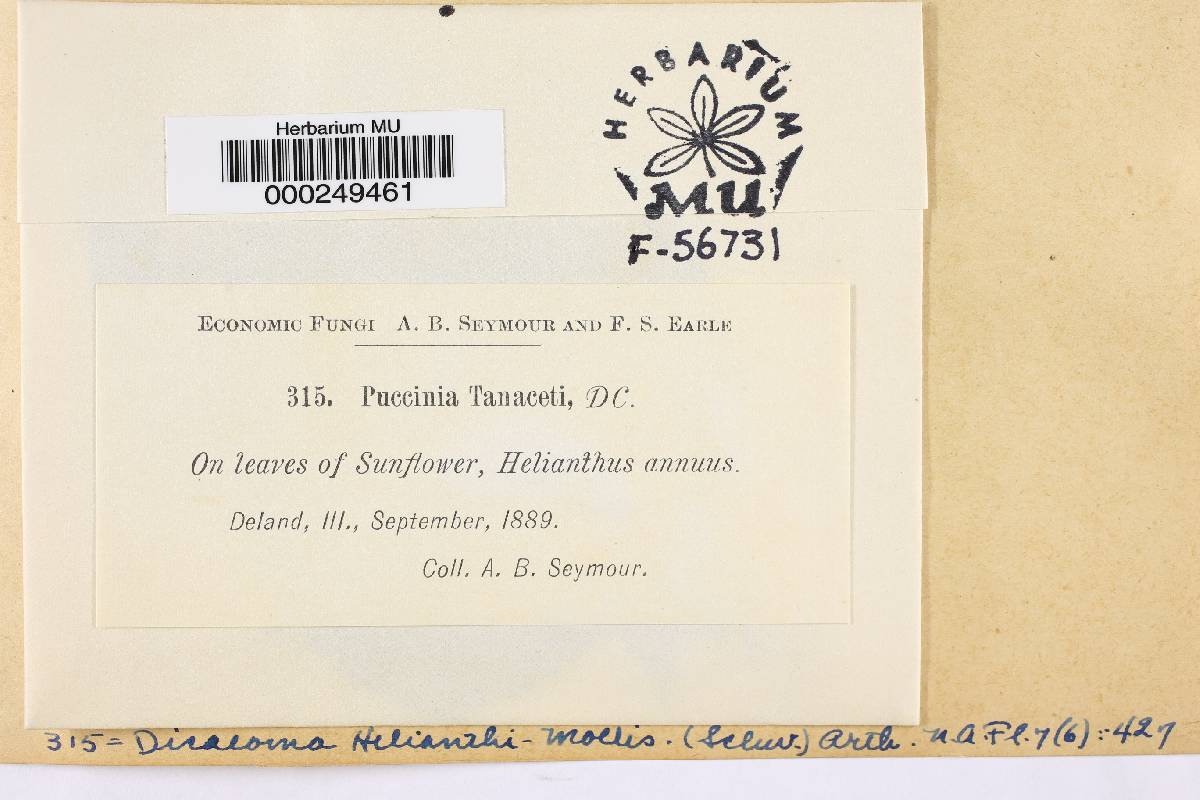 Herbarium MU
000249461
HERBARIUM
MU
F-56731
ECONOMIC FUNGI A. B. SEYMOUR AND F. S. EARLE
315. Puccinia Tanaceti, DC.
On leaves of Sunflower, Helianthus annuus.
Deland, Ill., September, 1889.
Coll. A. B. Seymour.
315 = Dicaeoma Helianthi-Mollis. (Schw.) Arth. N.A.Fl. 7(6):427